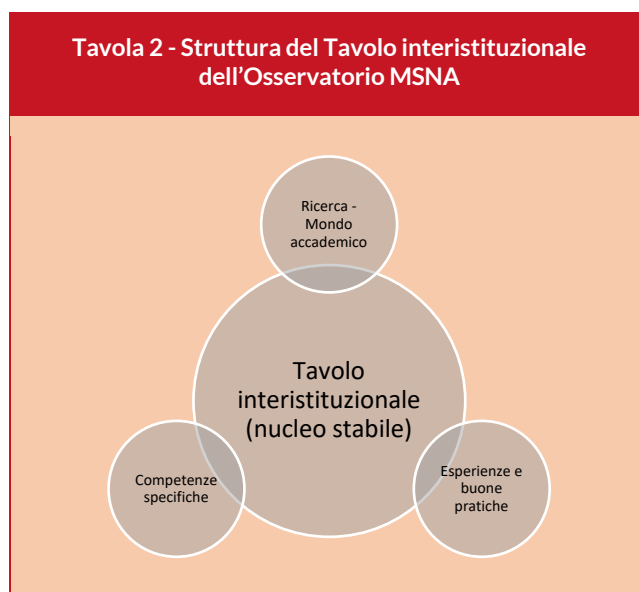 Tavola 2 - Struttura del Tavolo interistituzionale
dell’Osservatorio MSNA
Ricerca -
Mondo
accademico
Tavolo
interistituzionale
(nucleo stabile)
Competenze
specifiche
Esperienze e
buone
pratiche